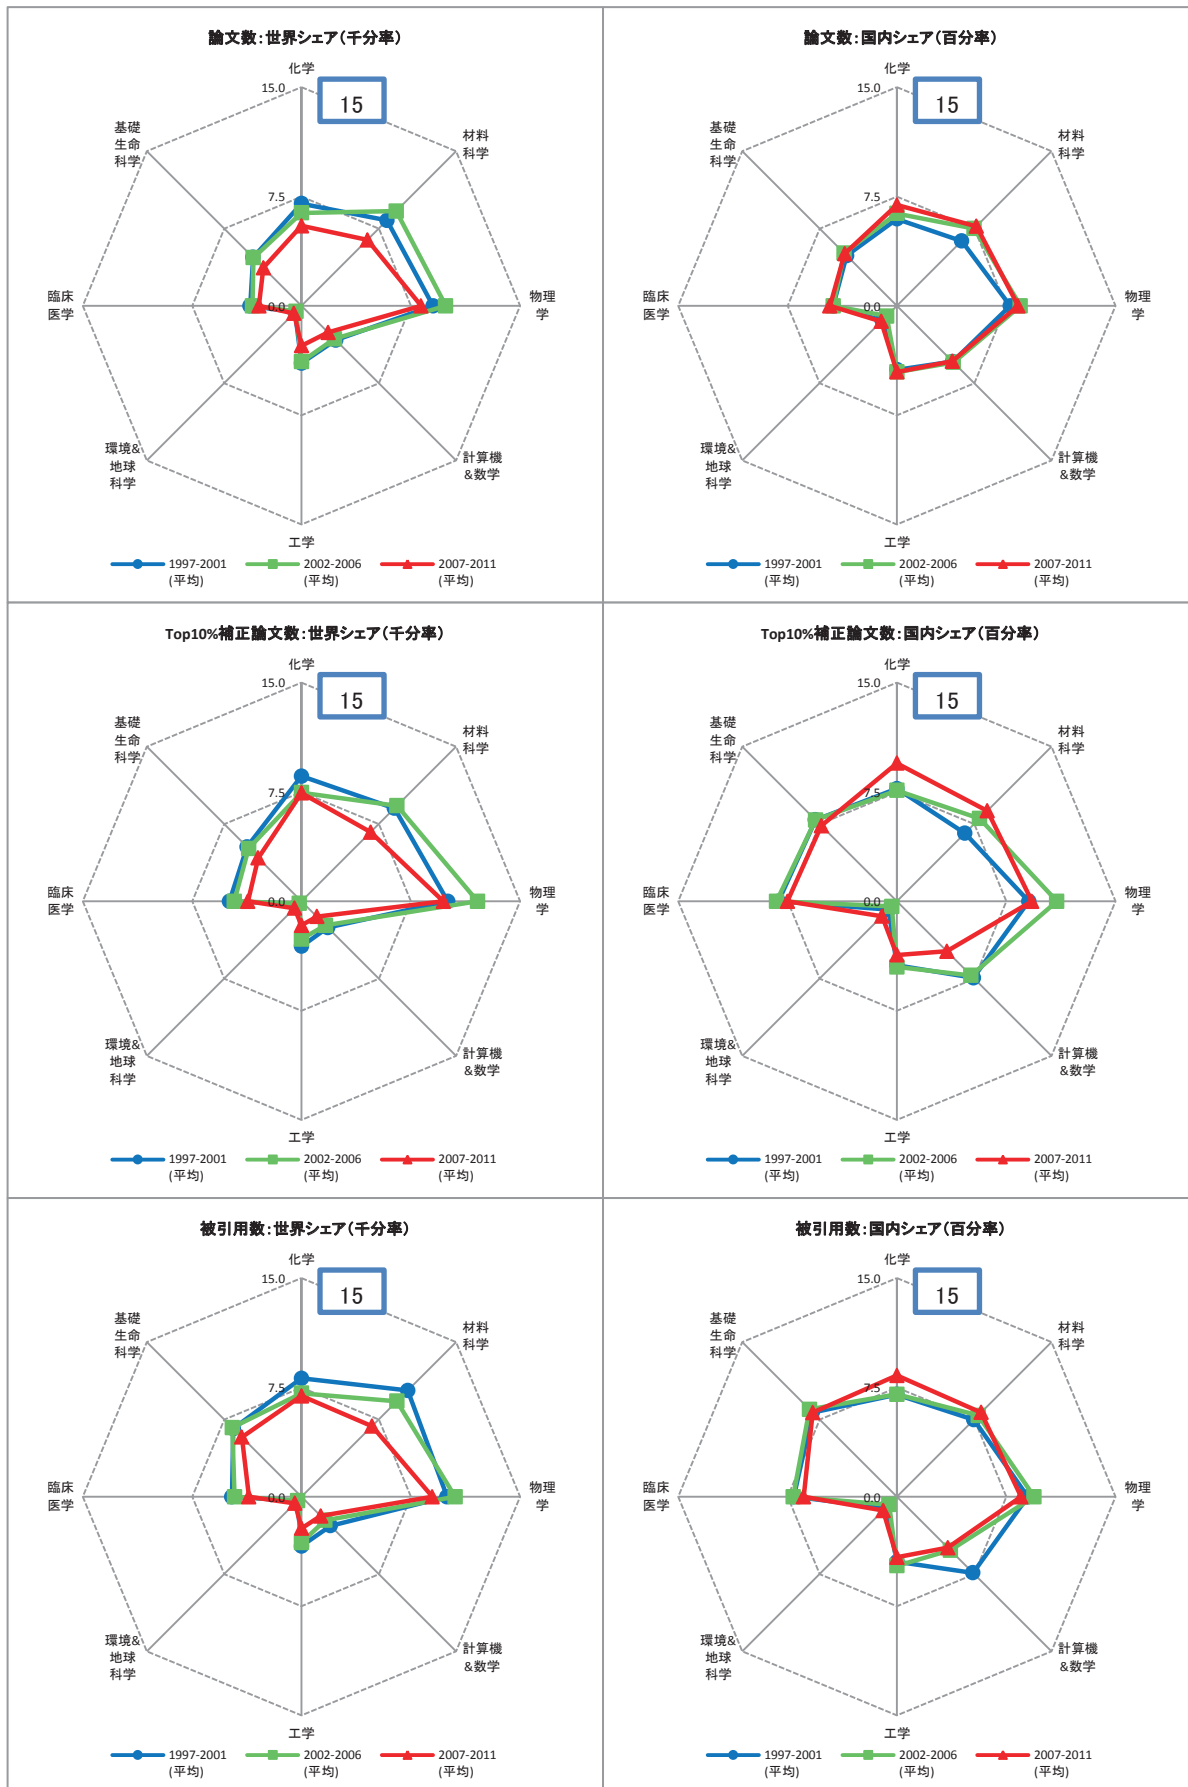 論文数：世界シェア（千分率）
化学
15.0
15
基礎
生命
科学
材料
科学
7.5
臨床
医学
0.0
物理
学
環境&
地球
科学
計算機
&数学
工学
1997-2001
(平均)
2002-2006
(平均)
2007-2011
(平均)
論文数：国内シェア（百分率）
化学
15.0
15
基礎
生命
科学
材料
科学
7.5
臨床
医学
0.0
物理
学
環境&
地球
科学
計算機
&数学
工学
1997-2001
(平均)
2002-2006
(平均)
2007-2011
(平均)
Top10%補正論文数：世界シェア（千分率）
化学
15.0
15
基礎
生命
科学
材料
科学
7.5
臨床
医学
0.0
物理
学
環境&
地球
科学
計算機
&数学
工学
1997-2001
(平均)
2002-2006
(平均)
2007-2011
(平均)
Top10%補正論文数：国内シェア（百分率）
化学
15.0
15
基礎
生命
科学
材料
科学
7.5
臨床
医学
0.0
物理
学
環境&
地球
科学
計算機
&数学
工学
1997-2001
(平均)
2002-2006
(平均)
2007-2011
(平均)
被引用数：世界シェア（千分率）
化学
15.0
15
基礎
生命
科学
材料
科学
7.5
臨床
医学
0.0
物理
学
環境&
地球
科学
計算機
&数学
工学
1997-2001
(平均)
2002-2006
(平均)
2007-2011
(平均)
被引用数：国内シェア（百分率）
化学
15.0
15
基礎
生命
科学
材料
科学
7.5
臨床
医学
0.0
物理
学
環境&
地球
科学
計算機
&数学
工学
1997-2001
(平均)
2002-2006
(平均)
2007-2011
(平均)